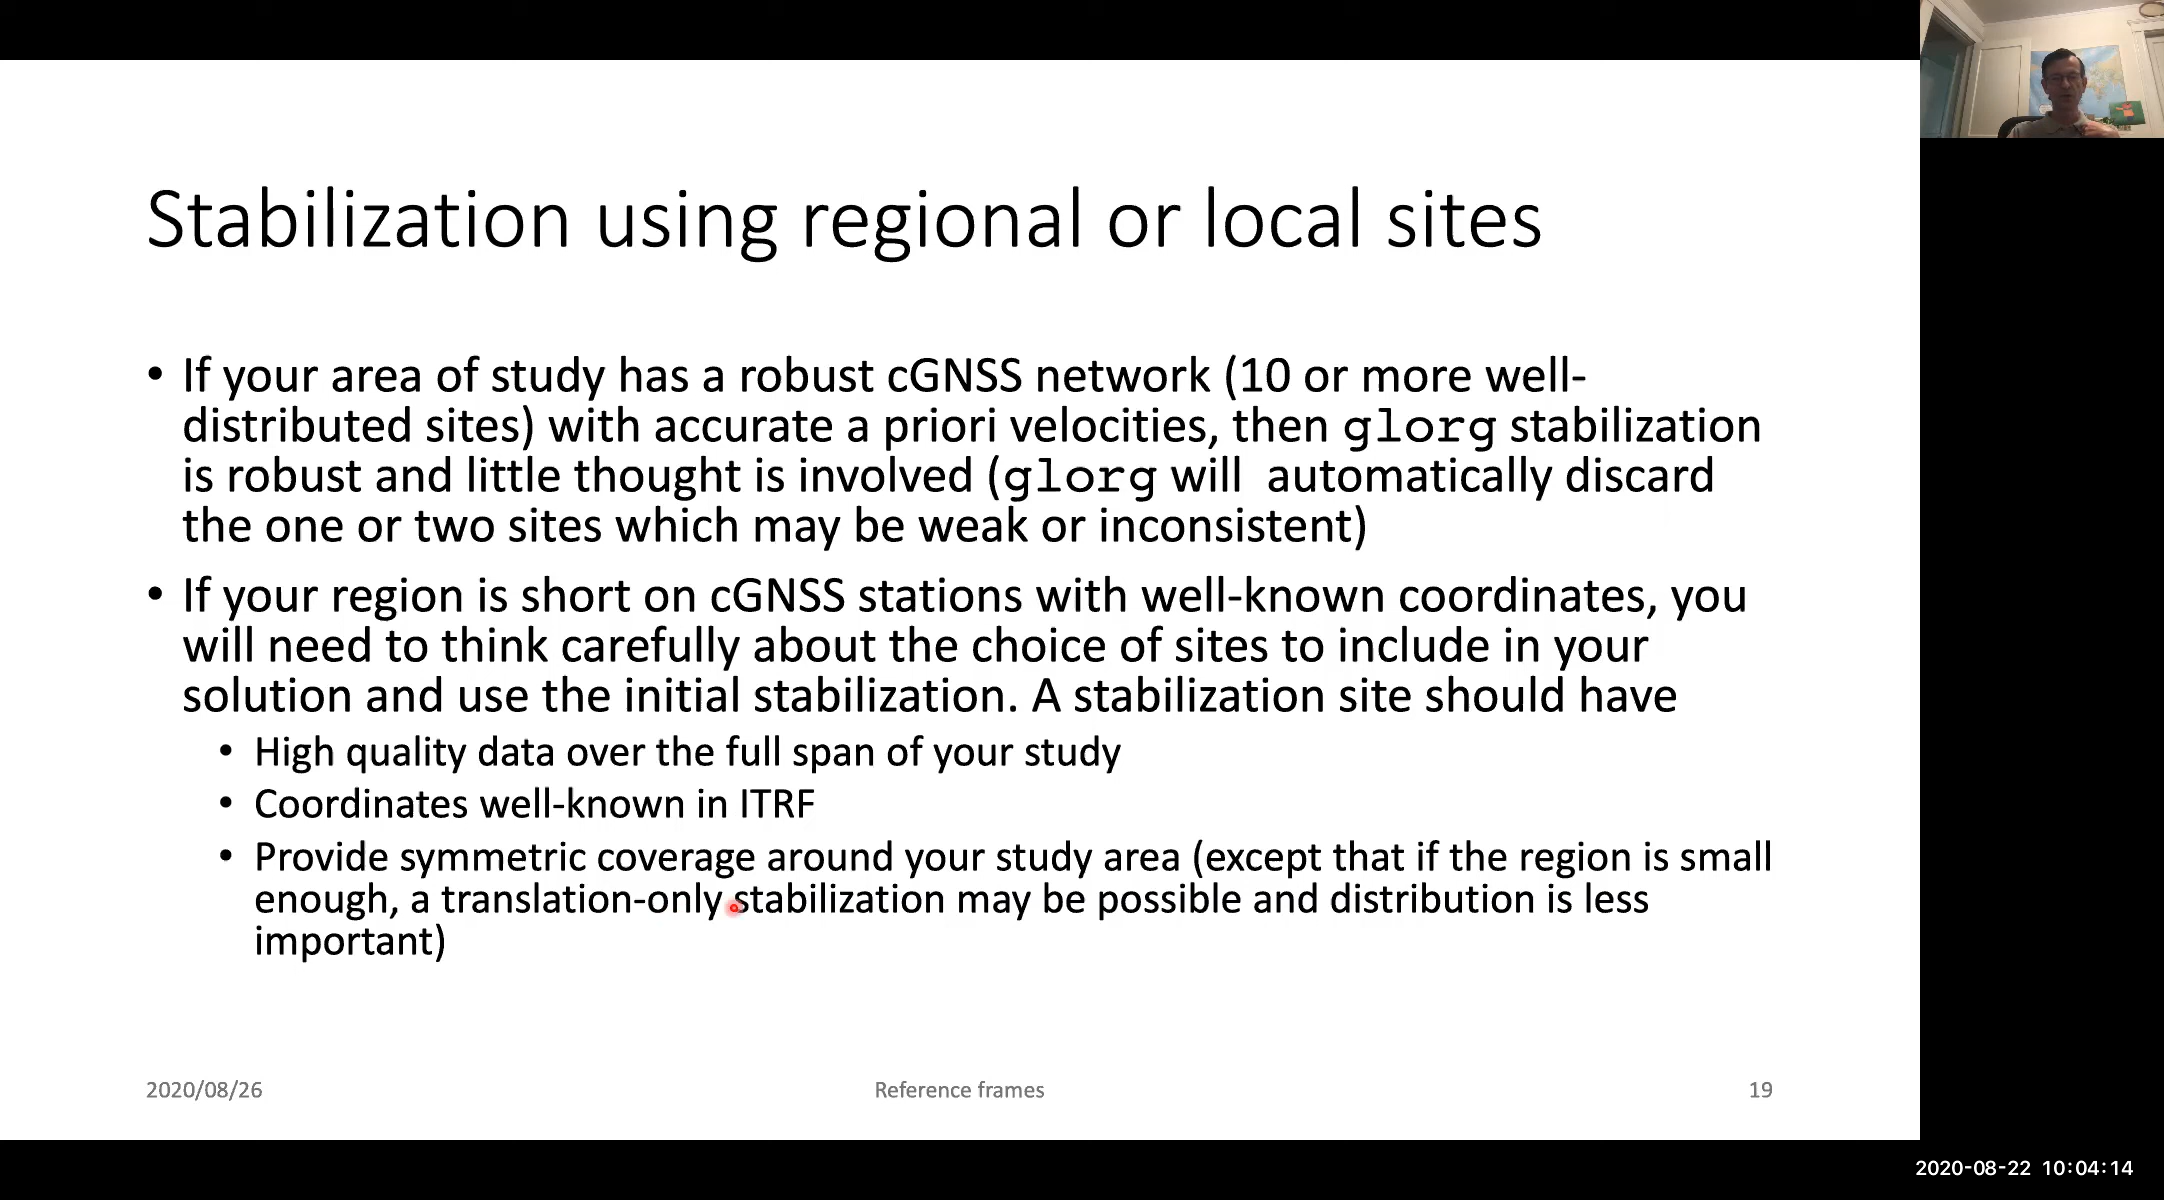 Stabilization using regional or local sites
• If your area of study has a robust cGNSS network (10 or more well-
distributed sites) with accurate a priori velocities, then glorg stabilization
is robust and little thought is involved (glorg will  automatically discard
the one or two sites which may be weak or inconsistent)
• If your region is short on cGNSS stations with well-known coordinates, you
will need to think carefully about the choice of sites to include in your
solution and use the initial stabilization. A stabilization site should have
• High quality data over the full span of your study
• Coordinates well-known in ITRF
• Provide symmetric coverage around your study area (except that if the region is small
enough, a translation-only stabilization may be possible and distribution is less
important)
2020/08/26
Reference frames
19
2020-08-22 10:04:14